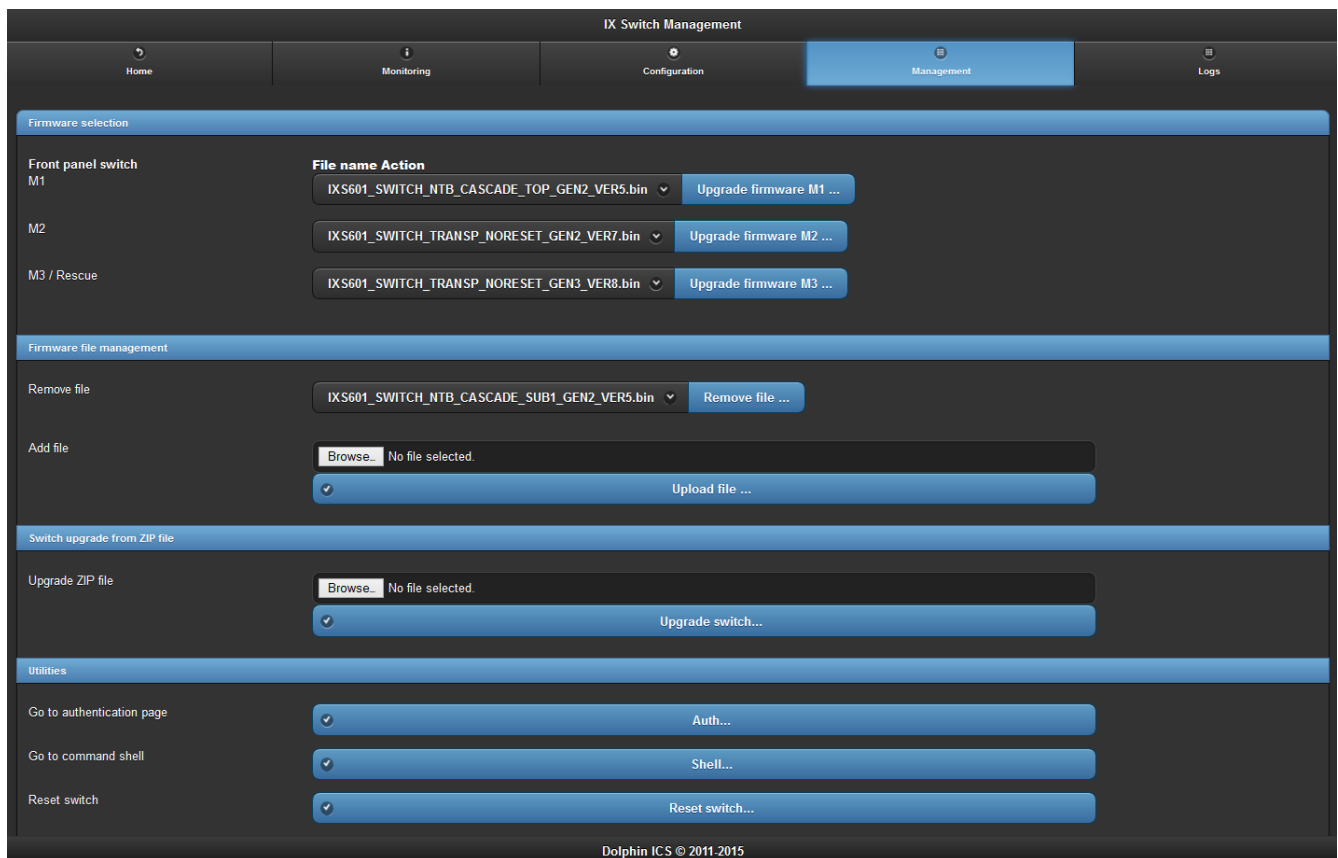 IX Switch Management
Home Monitoring Configuration Management Logs
Firmware selection
Front panel switch File name Action
M1 IXS601_SWITCH_NTB_CASCADE_TOP_GEN2_VER5.bin Upgrade firmware M1 ...
M2 IXS601_SWITCH_TRANSP_NORESET_GEN2_VER7.bin Upgrade firmware M2 ...
M3 / Rescue IXS601_SWITCH_TRANSP_NORESET_GEN3_VER8.bin Upgrade firmware M3 ...
Firmware file management
Remove file IXS601_SWITCH_NTB_CASCADE_SUB1_GEN2_VER5.bin Remove file ...
Add file Browse... No file selected.
Upload file ...
Switch upgrade from ZIP file
Upgrade ZIP file Browse... No file selected.
Upgrade switch...
Utilities
Go to authentication page Auth...
Go to command shell Shell...
Reset switch Reset switch...
Dolphin ICS © 2011-2015